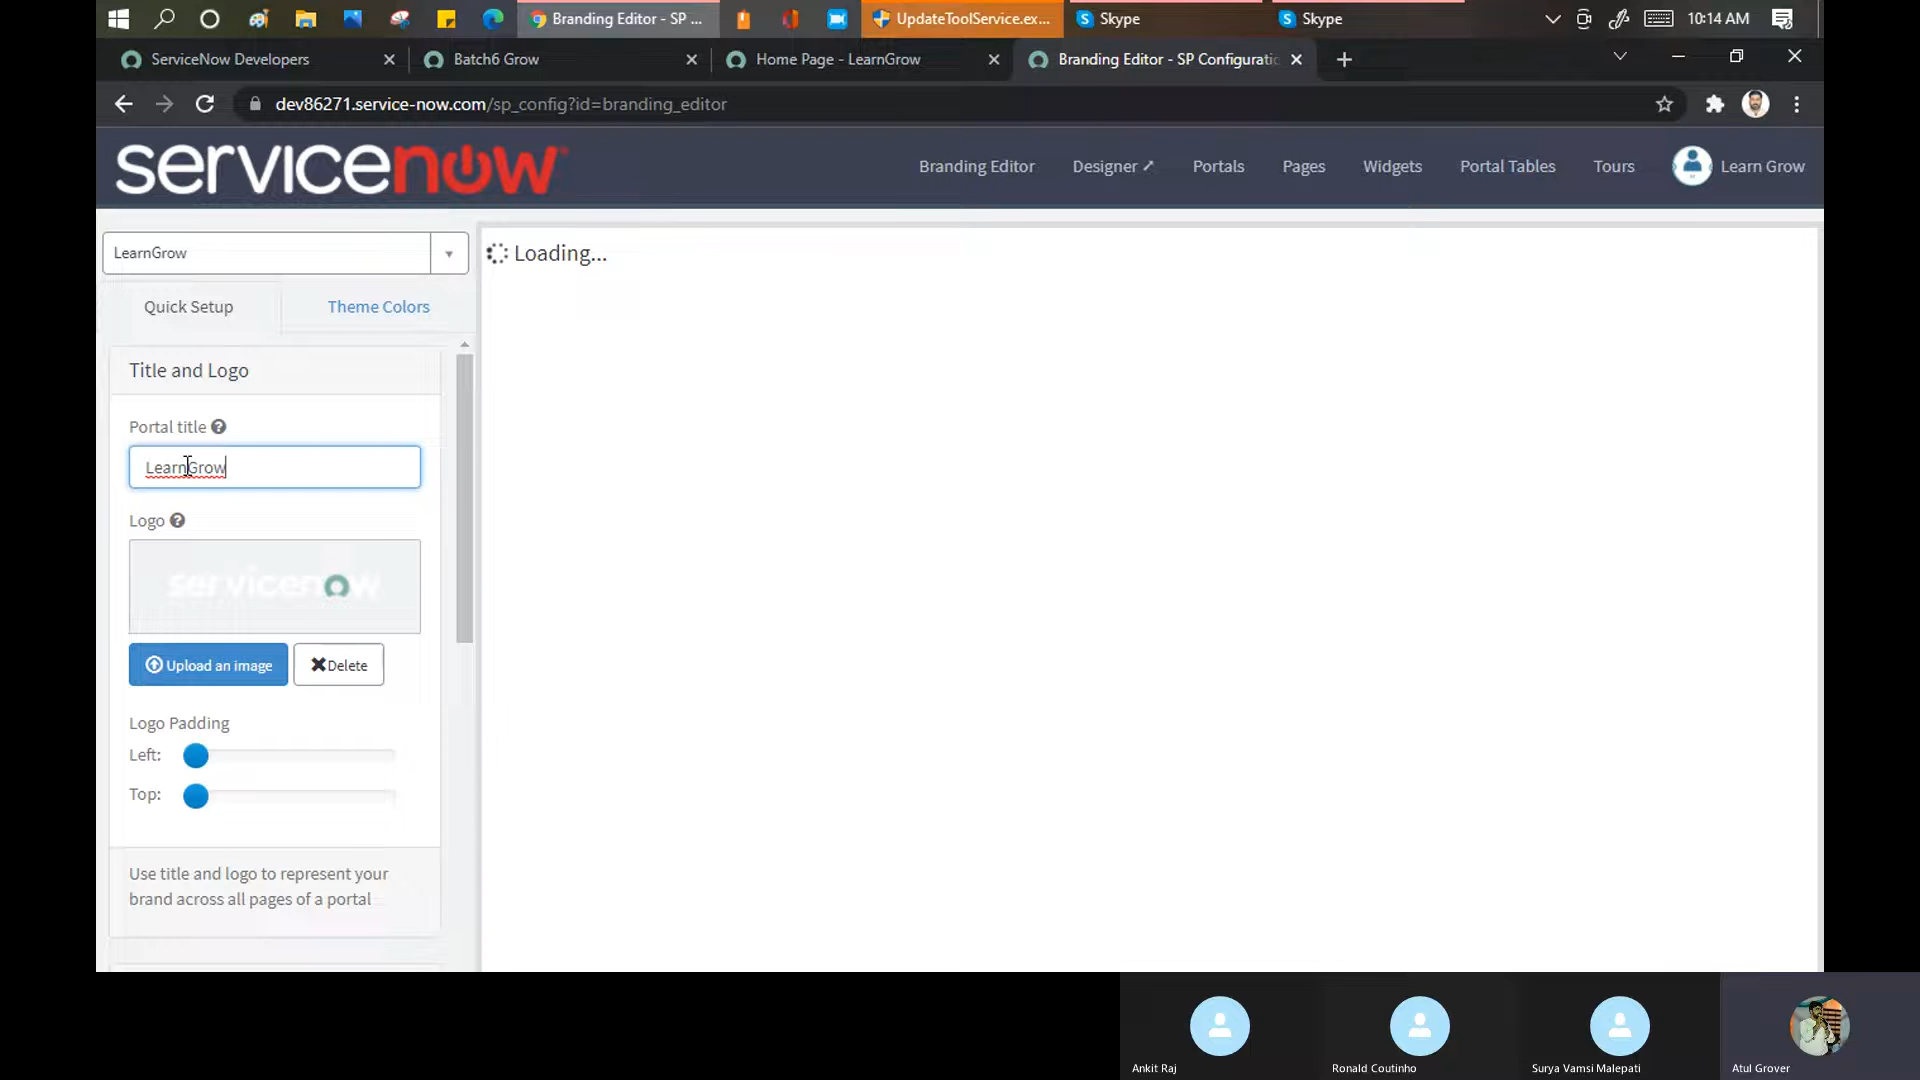 Branding Editor - SP ...
UpdateToolService.ex...
Skype
Skype
10:14 AM
ServiceNow Developers
Batch6 Grow
Home Page - LearnGrow
Branding Editor - SP Configuratic
dev86271.service-now.com/sp_config?id=branding_editor
servicenow
Branding Editor
Designer
Portals
Pages
Widgets
Portal Tables
Tours
Learn Grow
LearnGrow
Loading...
Quick Setup
Theme Colors
Title and Logo
Portal title
LearnGrow
Logo
servicenow
Upload an image
Delete
Logo Padding
Left:
Top:
Use title and logo to represent your
brand across all pages of a portal
Ankit Raj
Ronald Coutinho
Surya Vamsi Malepati
Atul Grover